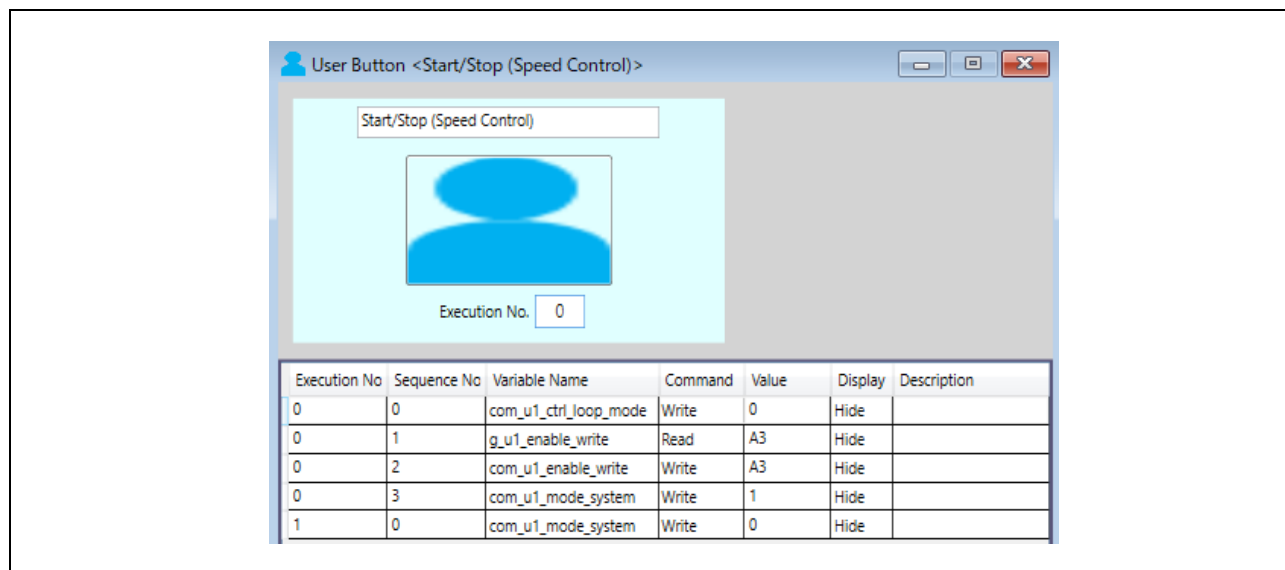 User Button <Start/Stop (Speed Control)>
Start/Stop (Speed Control)
Execution No. 0
Execution No Sequence No Variable Name Command Value Display Description
0 0 com_u1_ctrl_loop_mode Write 0 Hide
0 1 g_u1_enable_write Read A3 Hide
0 2 com_u1_enable_write Write A3 Hide
0 3 com_u1_mode_system Write 1 Hide
1 0 com_u1_mode_system Write 0 Hide